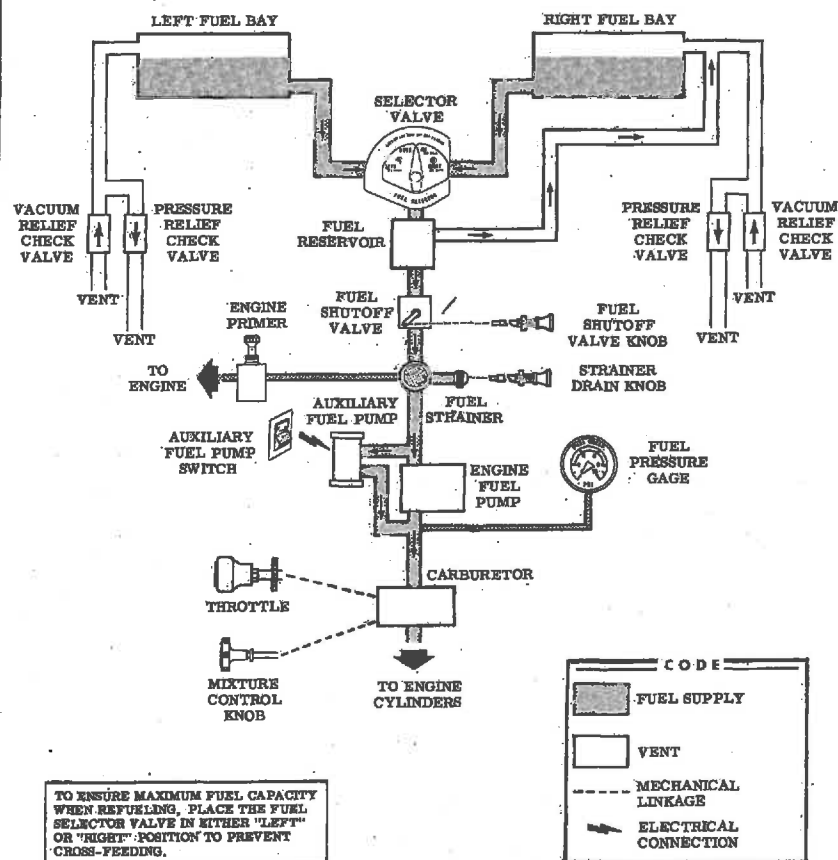 LEFT FUEL BAY
RIGHT FUEL BAY
SELECTOR
VALVE
FUEL SELECTOR
VACUUM
RELIEF
CHECK
VALVE
PRESSURE
RELIEF
CHECK
VALVE
FUEL
RESERVOIR
PRESSURE
RELIEF
CHECK
VALVE
VACUUM
RELIEF
CHECK
VALVE
VENT
VENT
VENT
VENT
ENGINE
PRIMER
FUEL
SHUTOFF
VALVE
FUEL
SHUTOFF
VALVE KNOB
TO
ENGINE
STRAINER
DRAIN KNOB
AUXILIARY
FUEL PUMP
FUEL
STRAINER
AUXILIARY
FUEL PUMP
SWITCH
ENGINE
FUEL
PUMP
FUEL
PRESSURE
GAGE
PSI
CARBURETOR
THROTTLE
MIXTURE
CONTROL
KNOB
TO ENGINE
CYLINDERS
CODE
FUEL SUPPLY
VENT
MECHANICAL
LINKAGE
ELECTRICAL
CONNECTION
TO ENSURE MAXIMUM FUEL CAPACITY
WHEN REFUELING, PLACE THE FUEL
SELECTOR VALVE IN EITHER "LEFT"
OR "RIGHT" POSITION TO PREVENT
CROSS-FEEDING.